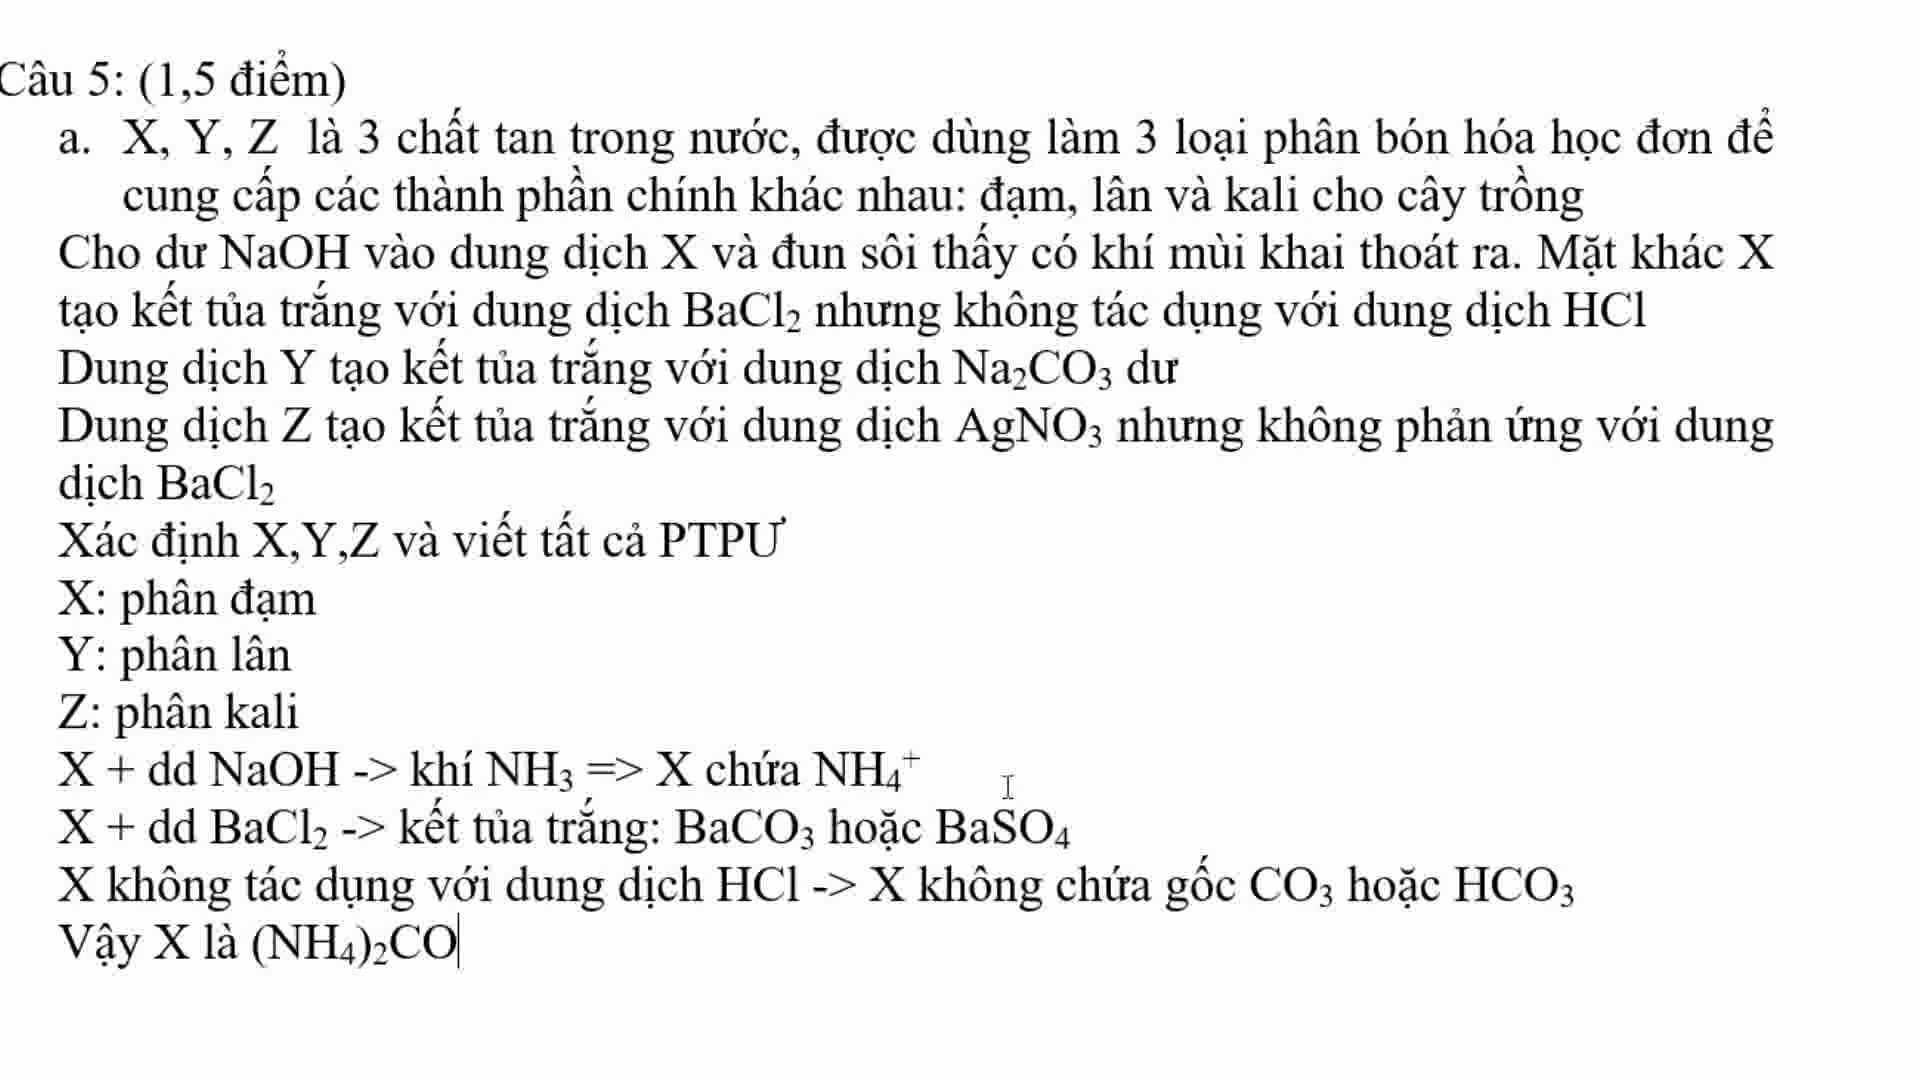 Câu 5: (1,5 điểm)
a. X, Y, Z là 3 chất tan trong nước, được dùng làm 3 loại phân bón hóa học đơn để
cung cấp các thành phần chính khác nhau: đạm, lân và kali cho cây trồng
Cho dư NaOH vào dung dịch X và đun sôi thấy có khí mùi khai thoát ra. Mặt khác X
tạo kết tủa trắng với dung dịch BaCl₂ nhưng không tác dụng với dung dịch HCl
Dung dịch Y tạo kết tủa trắng với dung dịch Na₂CO₃ dư
Dung dịch Z tạo kết tủa trắng với dung dịch AgNO₃ nhưng không phản ứng với dung
dịch BaCl₂
Xác định X,Y,Z và viết tất cả PTPƯ
X: phân đạm
Y: phân lân
Z: phân kali
X + dd NaOH -> khí NH₃ => X chứa NH₄⁺
X + dd BaCl₂ -> kết tủa trắng: BaCO₃ hoặc BaSO₄
X không tác dụng với dung dịch HCl -> X không chứa gốc CO₃ hoặc HCO₃
Vậy X là (NH₄)₂CO